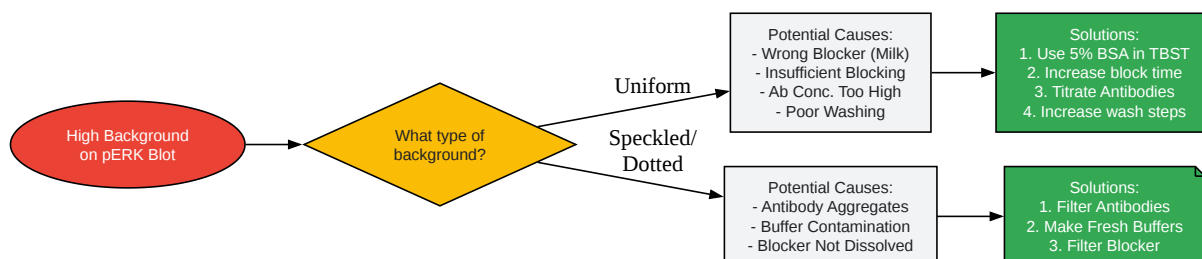 High Background
on pERK Blot
What type of
background?
Uniform
Speckled/
Dotted
Potential Causes:
- Wrong Blocker (Milk)
- Insufficient Blocking
- Ab Conc. Too High
- Poor Washing
Solutions:
1. Use 5% BSA in TBST
2. Increase block time
3. Titrate Antibodies
4. Increase wash steps
Potential Causes:
- Antibody Aggregates
- Buffer Contamination
- Blocker Not Dissolved
Solutions:
1. Filter Antibodies
2. Make Fresh Buffers
3. Filter Blocker